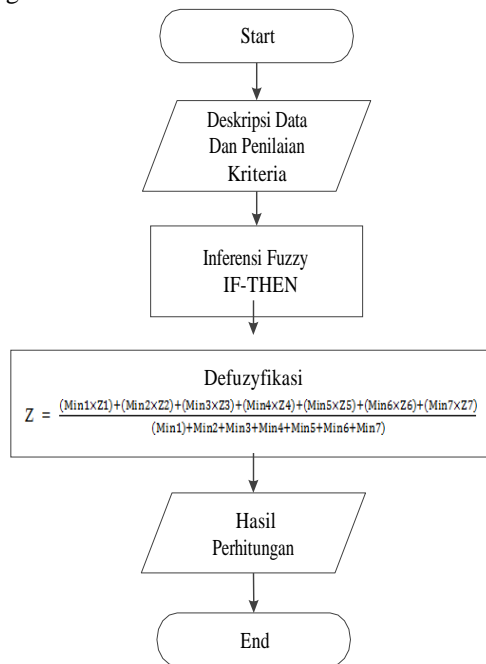 g
Start
Deskripsi Data
Dan Penilaian
Kriteria
Inferensi Fuzzy
IF-THEN
Defuzyfikasi
Z = (Min1×Z1)+(Min2×Z2)+(Min3×Z3)+(Min4×Z4)+(Min5×Z5)+(Min6×Z6)+(Min7×Z7)
(Min1)+Min2+Min3+Min4+Min5+Min6+Min7)
Hasil
Perhitungan
End